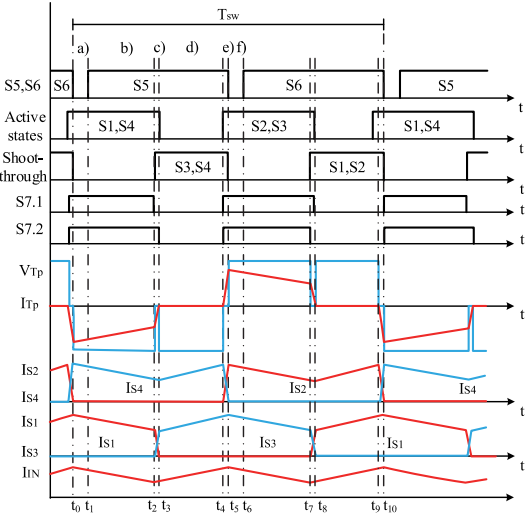 Tsw
a) b) c) d) e) f)
S5,S6 S6 S5 S6 S5
t
Active states S1,S4 S2,S3 S1,S4
t
Shoot-through S3,S4 S1,S2
t
S7.1
t
S7.2
t
VTp
ITp
t
IS2 IS4 IS2 IS4
IS4
t
IS1 IS1 IS3 IS1
IS3
t
IIN
t0 t1 t2 t3 t4 t5 t6 t7 t8 t9 t10
t